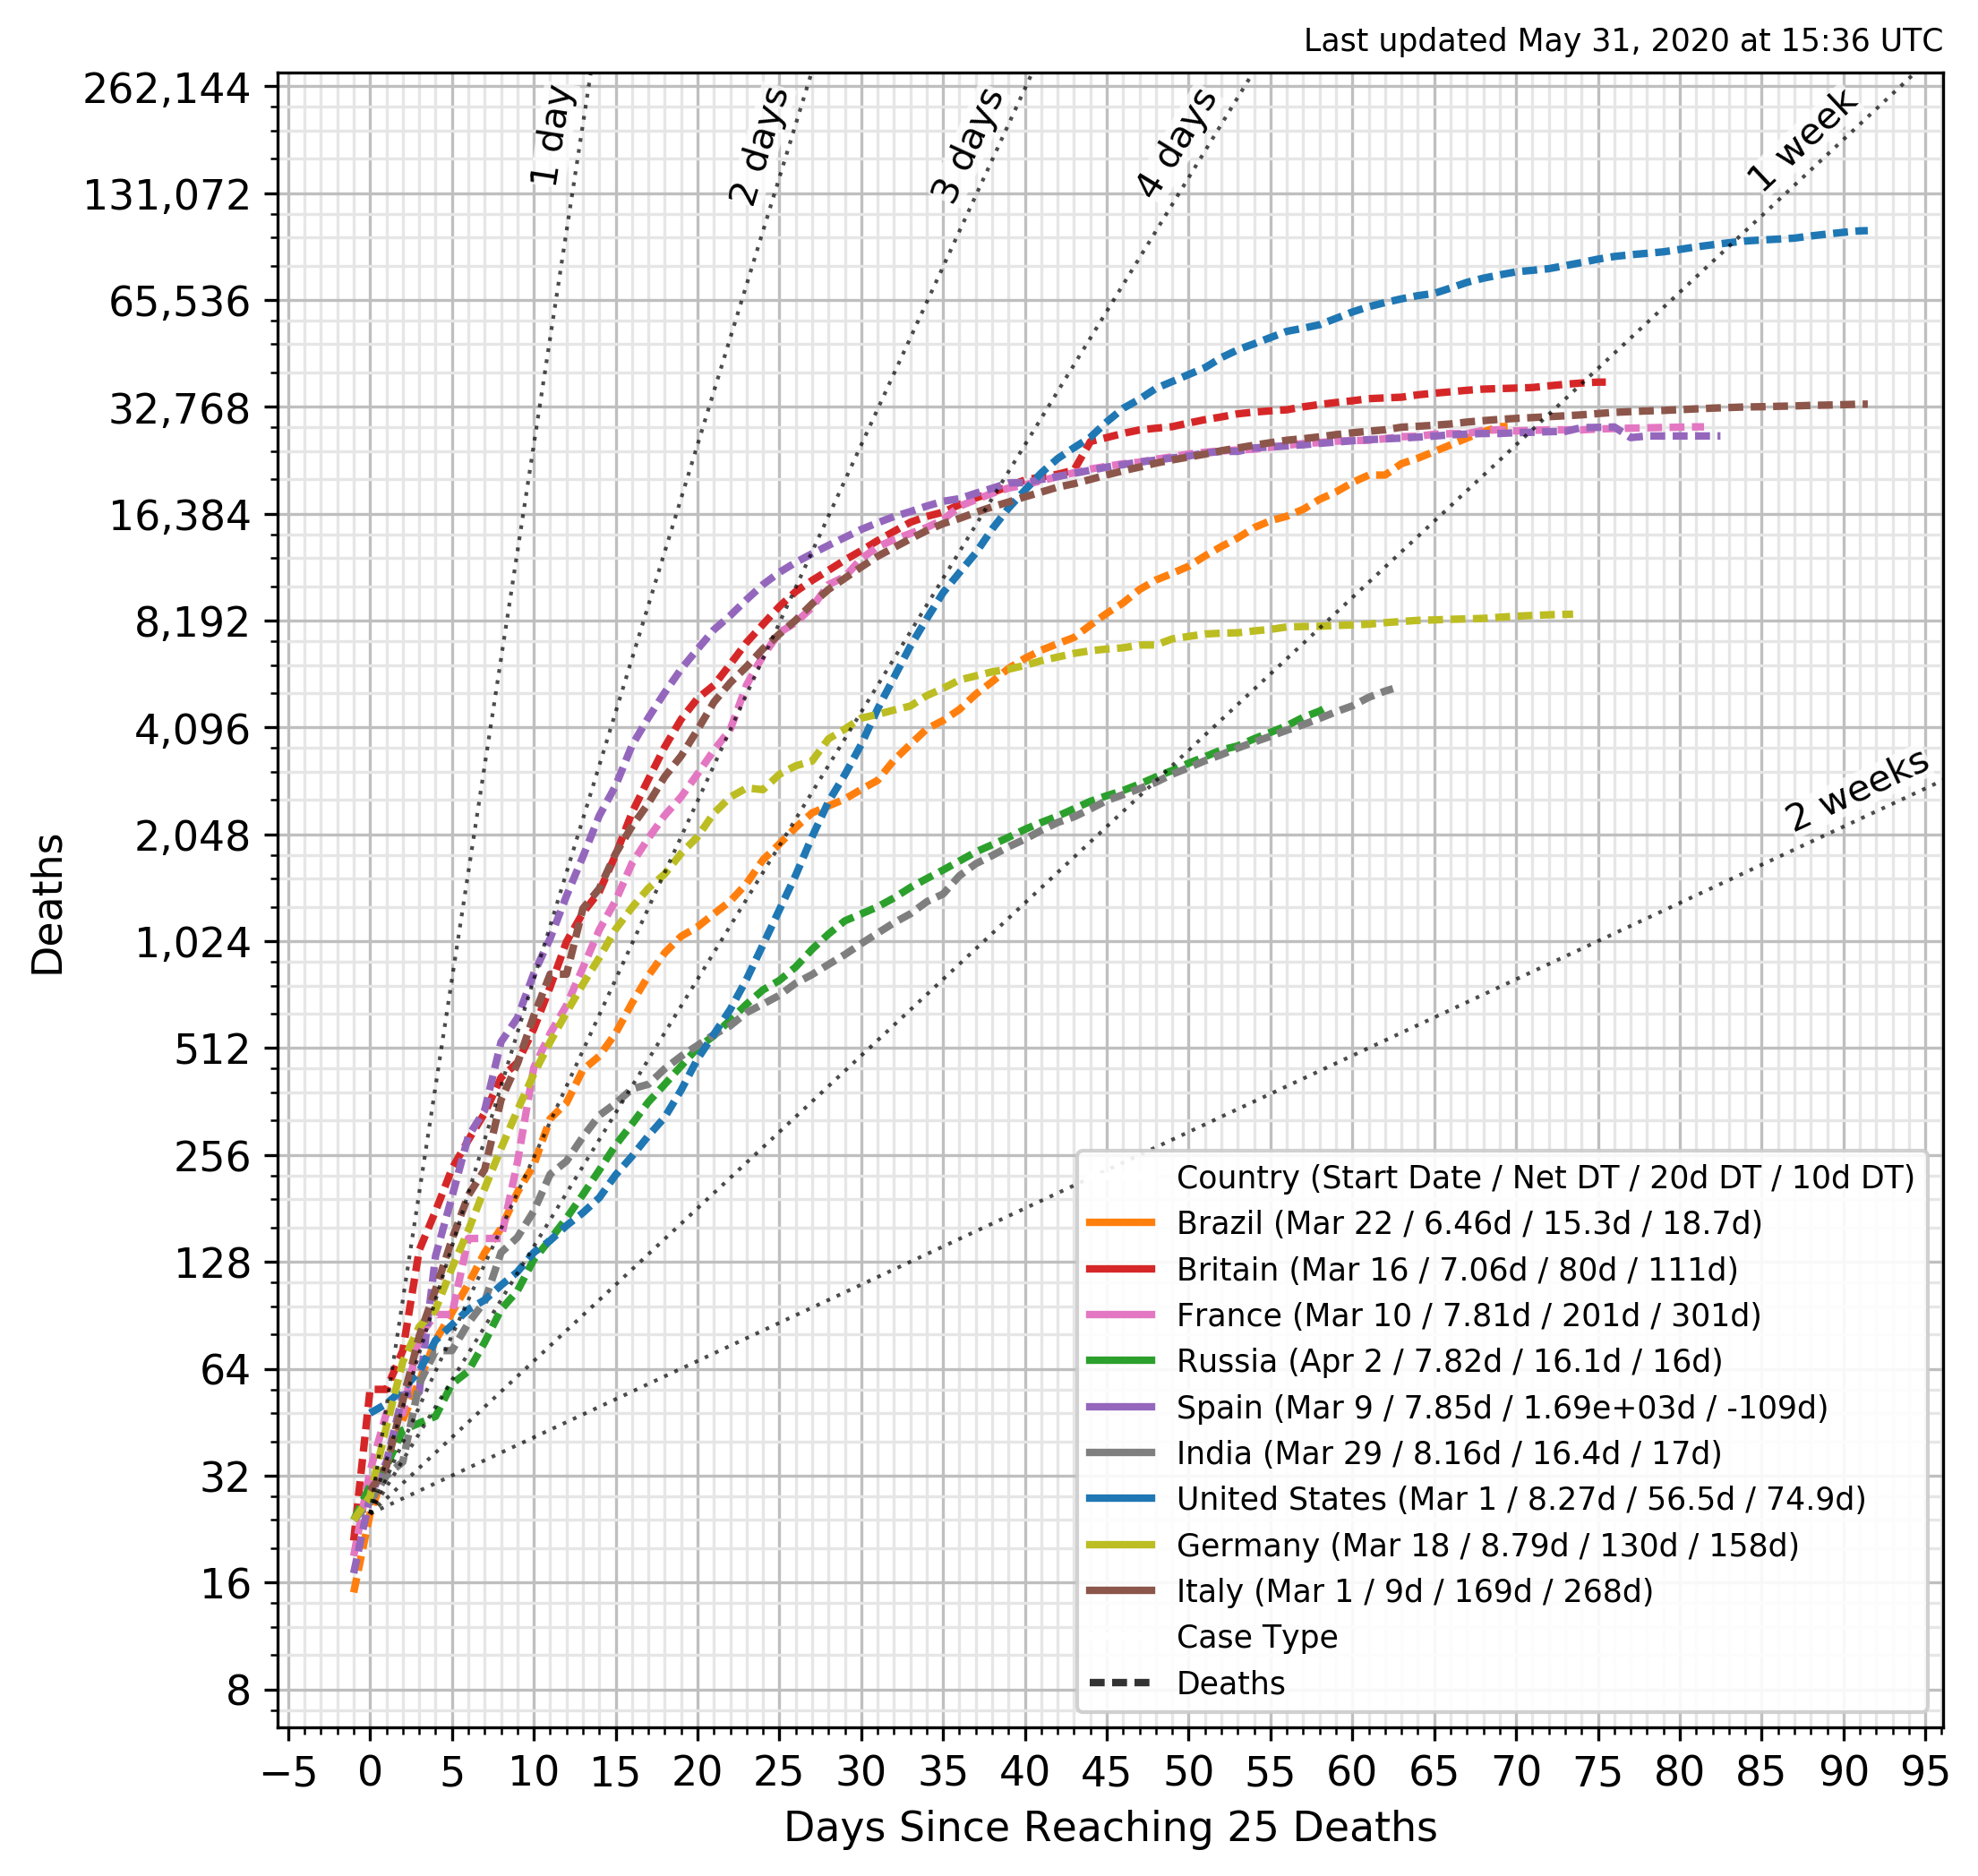 Last updated May 31, 2020 at 15:36 UTC
262,144
131,072
65,536
32,768
16,384
8,192
4,096
2,048
1,024
512
256
128
64
32
16
8
Deaths
1 day
2 days
3 days
4 days
1 week
2 weeks
Country (Start Date / Net DT / 20d DT / 10d DT)
Brazil (Mar 22 / 6.46d / 15.3d / 18.7d)
Britain (Mar 16 / 7.06d / 80d / 111d)
France (Mar 10 / 7.81d / 201d / 301d)
Russia (Apr 2 / 7.82d / 16.1d / 16d)
Spain (Mar 9 / 7.85d / 1.69e+03d / -109d)
India (Mar 29 / 8.16d / 16.4d / 17d)
United States (Mar 1 / 8.27d / 56.5d / 74.9d)
Germany (Mar 18 / 8.79d / 130d / 158d)
Italy (Mar 1 / 9d / 169d / 268d)
Case Type
Deaths
−5 0 5 10 15 20 25 30 35 40 45 50 55 60 65 70 75 80 85 90 95
Days Since Reaching 25 Deaths